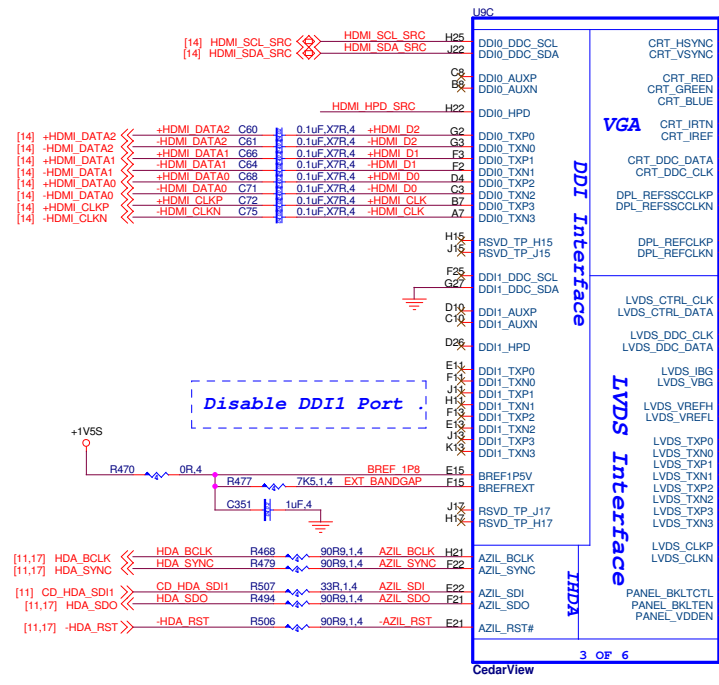 U9C
[14] HDMI_SCL_SRC HDMI_SCL_SRC H25 DDI0_DDC_SCL CRT_HSYNC
[14] HDMI_SDA_SRC HDMI_SDA_SRC J22 DDI0_DDC_SDA CRT_VSYNC
C8 DDI0_AUXP CRT_RED
B8 DDI0_AUXN CRT_GREEN
CRT_BLUE
HDMI_HPD_SRC H22 DDI0_HPD
VGA
CRT_IRTN
CRT_IREF
[14] +HDMI_DATA2 +HDMI_DATA2 C60 0.1uF,X7R,4 +HDMI_D2 G2 DDI0_TXP0
[14] -HDMI_DATA2 -HDMI_DATA2 C61 0.1uF,X7R,4 -HDMI_D2 G3 DDI0_TXN0
[14] +HDMI_DATA1 +HDMI_DATA1 C66 0.1uF,X7R,4 +HDMI_D1 F3 DDI0_TXP1 CRT_DDC_DATA
[14] -HDMI_DATA1 -HDMI_DATA1 C64 0.1uF,X7R,4 -HDMI_D1 F2 DDI0_TXN1 CRT_DDC_CLK
[14] +HDMI_DATA0 +HDMI_DATA0 C68 0.1uF,X7R,4 +HDMI_D0 D4 DDI0_TXP2
[14] -HDMI_DATA0 -HDMI_DATA0 C71 0.1uF,X7R,4 -HDMI_D0 C3 DDI0_TXN2 DPL_REFSSCCLKP
[14] +HDMI_CLKP +HDMI_CLKP C72 0.1uF,X7R,4 +HDMI_CLK B7 DDI0_TXP3 DPL_REFSSCCLKN
[14] -HDMI_CLKN -HDMI_CLKN C75 0.1uF,X7R,4 -HDMI_CLK A7 DDI0_TXN3
DDI Interface
H15 RSVD_TP_H15 DPL_REFCLKP
J15 RSVD_TP_J15 DPL_REFCLKN
F25 DDI1_DDC_SCL
G27 DDI1_DDC_SDA
LVDS_CTRL_CLK
D10 DDI1_AUXP LVDS_CTRL_DATA
C10 DDI1_AUXN
LVDS_DDC_CLK
D26 DDI1_HPD LVDS_DDC_DATA
E11 DDI1_TXP0 LVDS_IBG
F11 DDI1_TXN0 LVDS_VBG
J11 DDI1_TXP1
H11 DDI1_TXN1 LVDS_VREFH
F13 DDI1_TXP2 LVDS_VREFL
E13 DDI1_TXN2
J13 DDI1_TXP3 LVDS_TXP0
K13 DDI1_TXN3 LVDS_TXN0
Disable DDI1 Port .
+1V5S
LVDS_TXP1
R470 0R,4 BREF_1P8 E15 BREF1P5V LVDS_TXN1
R477 7K5,1,4 EXT_BANDGAP F15 BREFREXT LVDS_TXP2
LVDS_TXN2
C351 1uF,4 J17 RSVD_TP_J17 LVDS_TXP3
H17 RSVD_TP_H17 LVDS_TXN3
LVDS Interface
LVDS_CLKP
[11,17] HDA_BCLK HDA_BCLK R468 90R9,1,4 AZIL_BCLK H21 AZIL_BCLK LVDS_CLKN
[11,17] HDA_SYNC HDA_SYNC R479 90R9,1,4 AZIL_SYNC F22 AZIL_SYNC
IHDA
[11] CD_HDA_SDI1 CD_HDA_SDI1 R507 33R,1,4 AZIL_SDI E22 AZIL_SDI PANEL_BKLTCTL
[11,17] HDA_SDO HDA_SDO R494 90R9,1,4 AZIL_SDO F21 AZIL_SDO PANEL_BKLTEN
PANEL_VDDEN
[11,17] -HDA_RST -HDA_RST R506 90R9,1,4 -AZIL_RST E21 AZIL_RST#
3 OF 6
CedarView